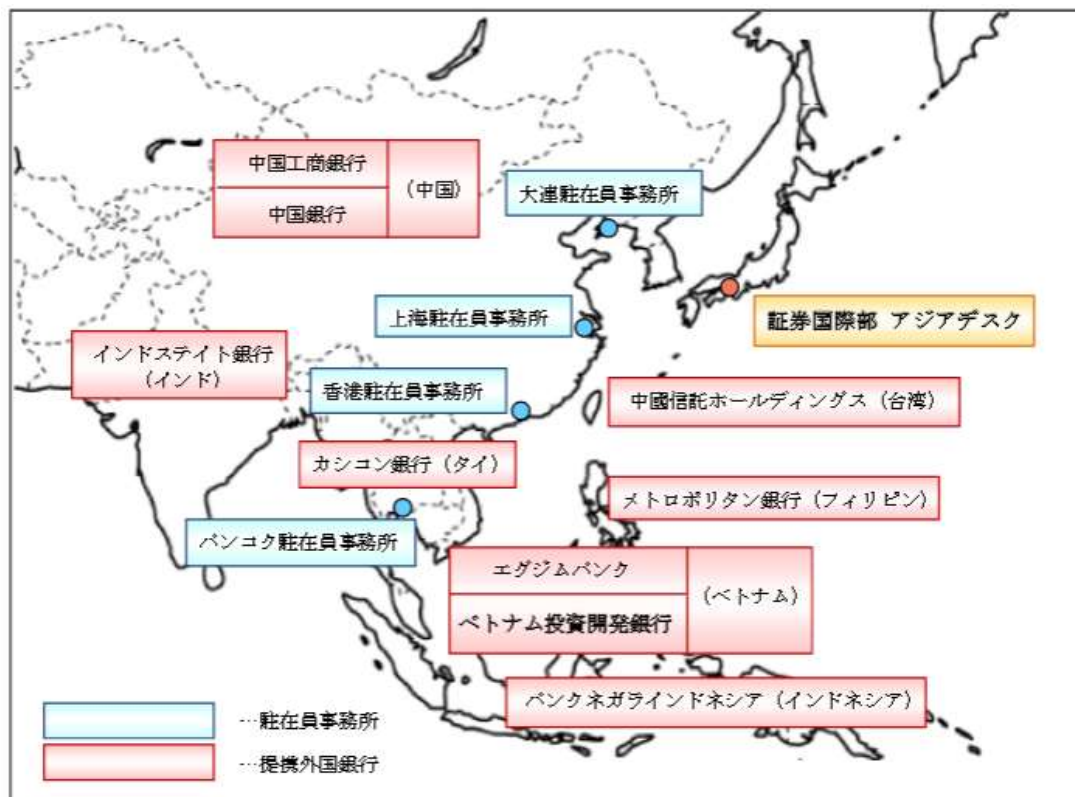 中国工商銀行
中国銀行
(中国)
大連駐在員事務所
上海駐在員事務所
証券国際部 アジアデスク
インドステイト銀行
(インド)
香港駐在員事務所
中國信託ホールディングス (台湾)
カシコン銀行 (タイ)
メトロポリタン銀行 (フィリピン)
バンコク駐在員事務所
エグジムバンク
ベトナム投資開発銀行
(ベトナム)
バンクネガラインドネシア (インドネシア)
…駐在員事務所
…提携外国銀行